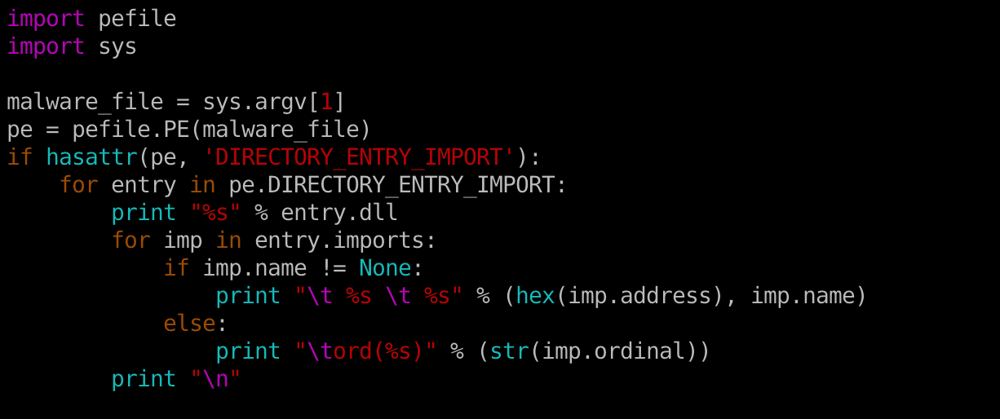 import pefile
import sys

malware_file = sys.argv[1]
pe = pefile.PE(malware_file)
if hasattr(pe, 'DIRECTORY_ENTRY_IMPORT'):
    for entry in pe.DIRECTORY_ENTRY_IMPORT:
        print "%s" % entry.dll
        for imp in entry.imports:
            if imp.name != None:
                print "\t %s \t %s" % (hex(imp.address), imp.name)
            else:
                print "\tord(%s)" % (str(imp.ordinal))
        print "\n"